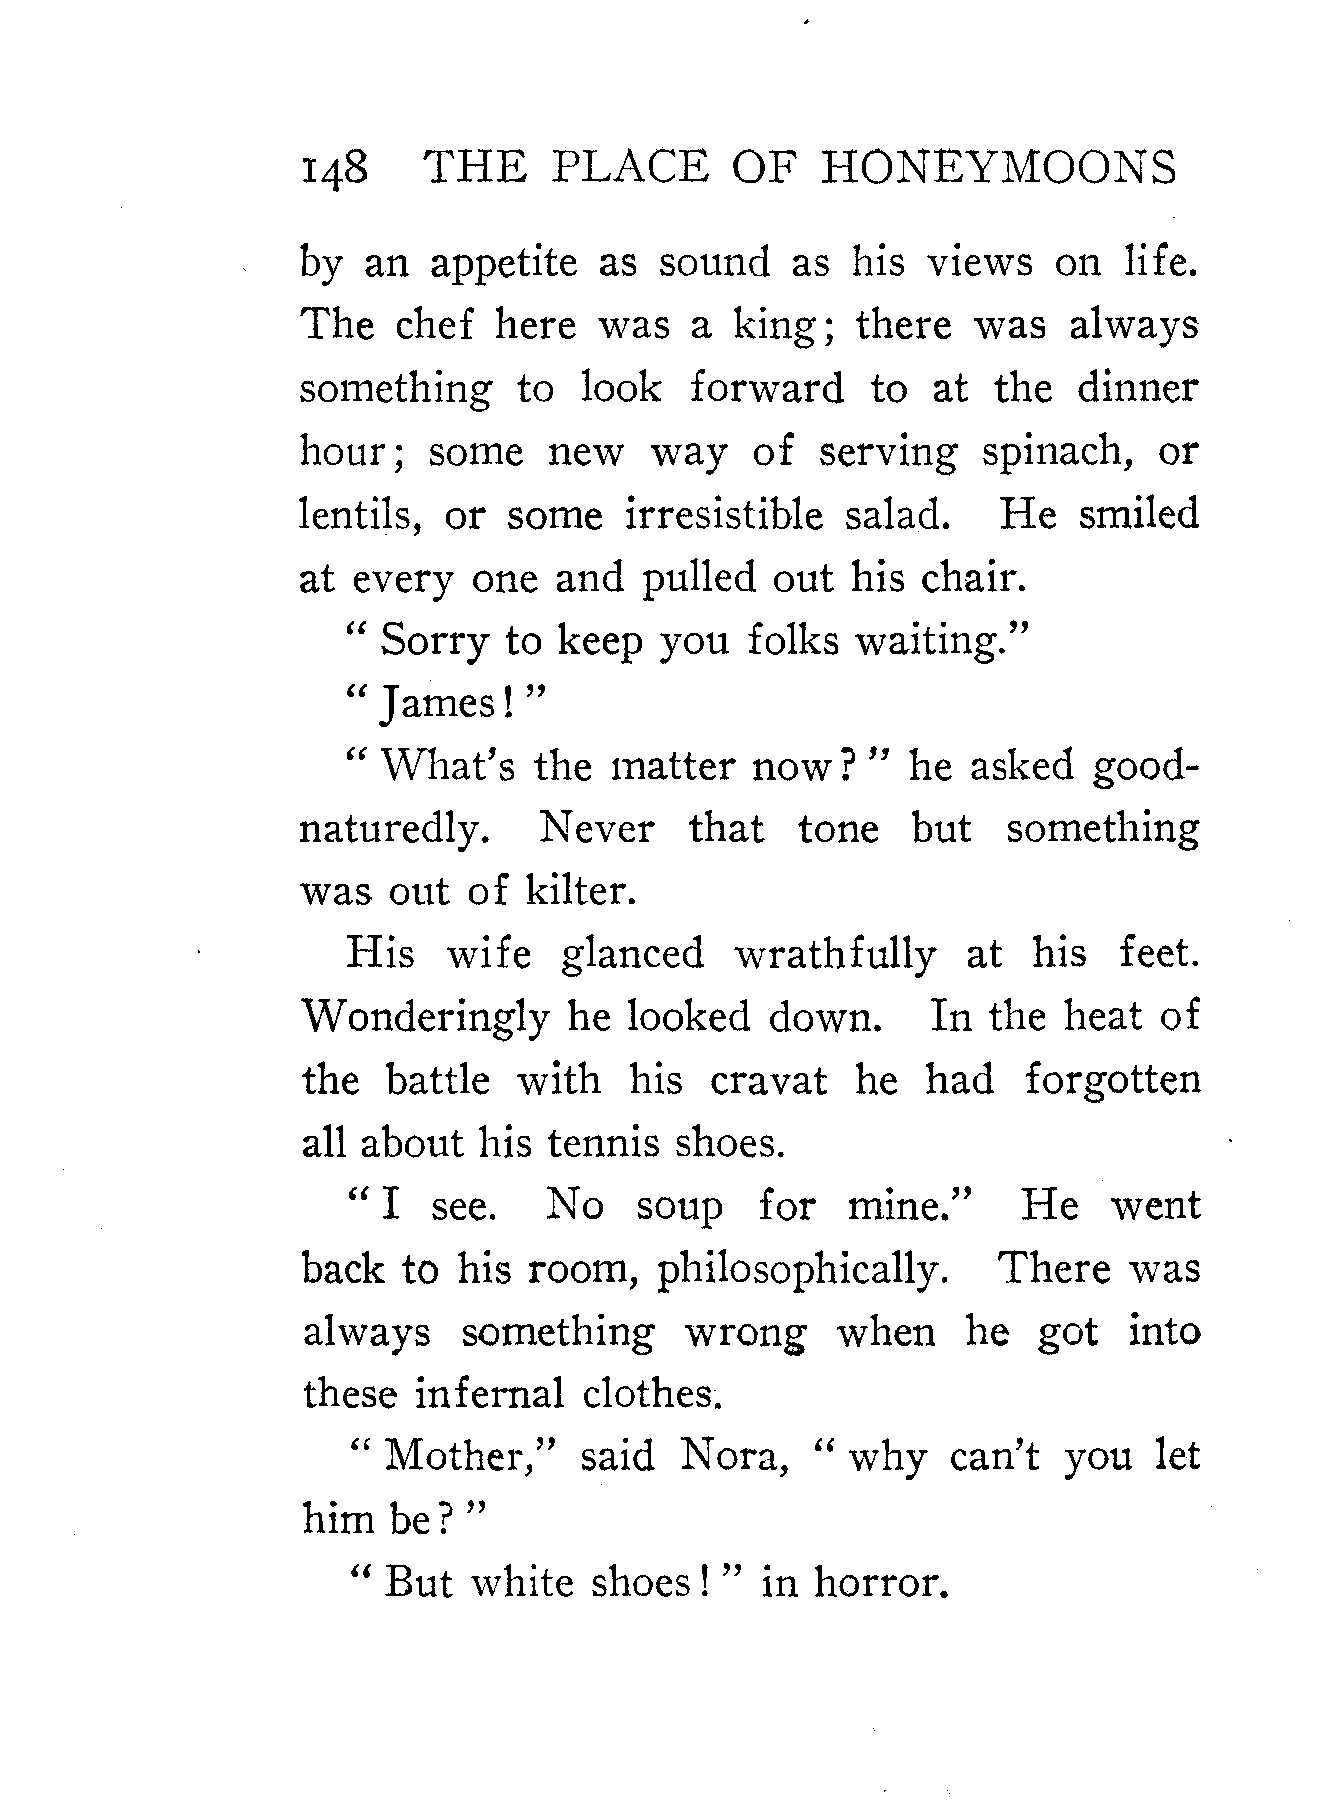 148 THE PLACE OF HONEYMOONS
by an appetite as sound as his views on life.
The chef here was a king; there was always
something to look forward to at the dinner
hour; some new way of serving spinach, or
lentils, or some irresistible salad. He smiled
at every one and pulled out his chair.
" Sorry to keep you folks waiting."
" James! "
" What's the matter now? " he asked good-
naturedly. Never that tone but something
was out of kilter.
His wife glanced wrathfully at his feet.
Wonderingly he looked down. In the heat of
the battle with his cravat he had forgotten
all about his tennis shoes.
" I see. No soup for mine." He went
back to his room, philosophically. There was
always something wrong when he got into
these infernal clothes.
" Mother," said Nora, " why can't you let
him be? "
" But white shoes! " in horror.